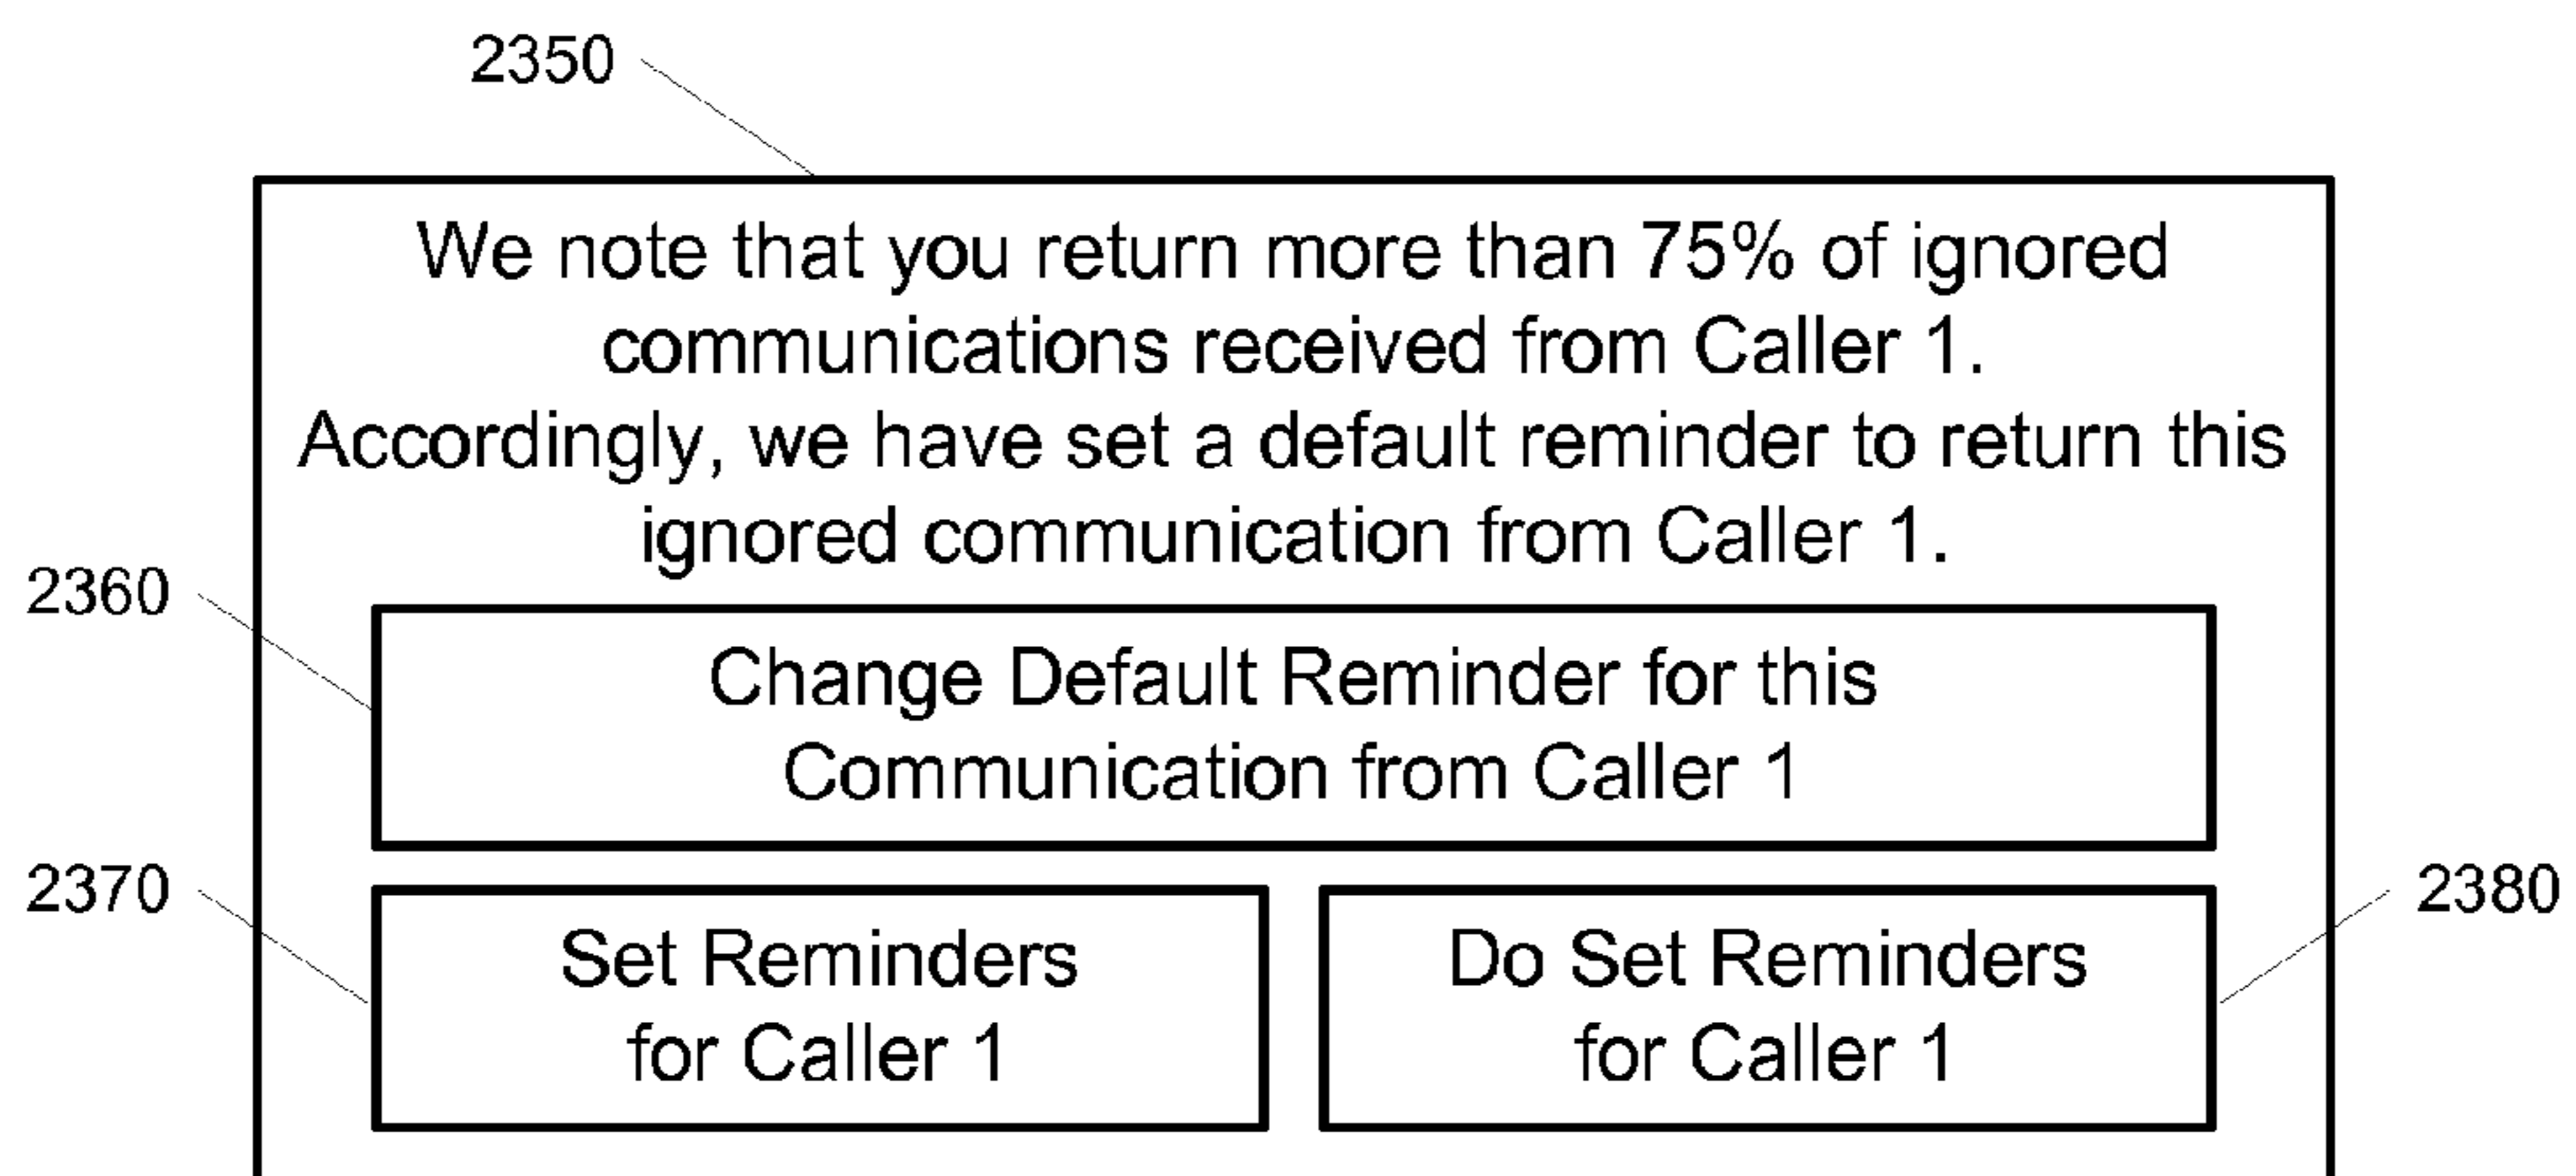 2350
We note that you return more than 75% of ignored
communications received from Caller 1.
Accordingly, we have set a default reminder to return this
ignored communication from Caller 1.
2360
Change Default Reminder for this
Communication from Caller 1
2370
2380
Set Reminders
for Caller 1
Do Set Reminders
for Caller 1